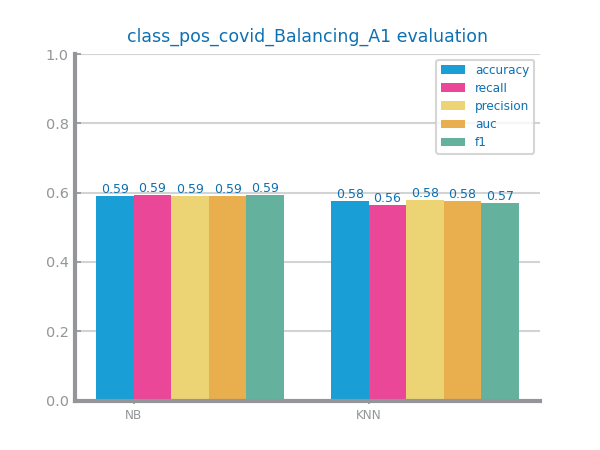 class_pos_covid_Balancing_A1 evaluation
1.0
0.8
0.6
0.4
0.2
0.0
accuracy
recall
precision
auc
f1
0.59 0.59 0.59 0.59 0.59
0.58 0.56 0.58 0.58 0.57
NB KNN